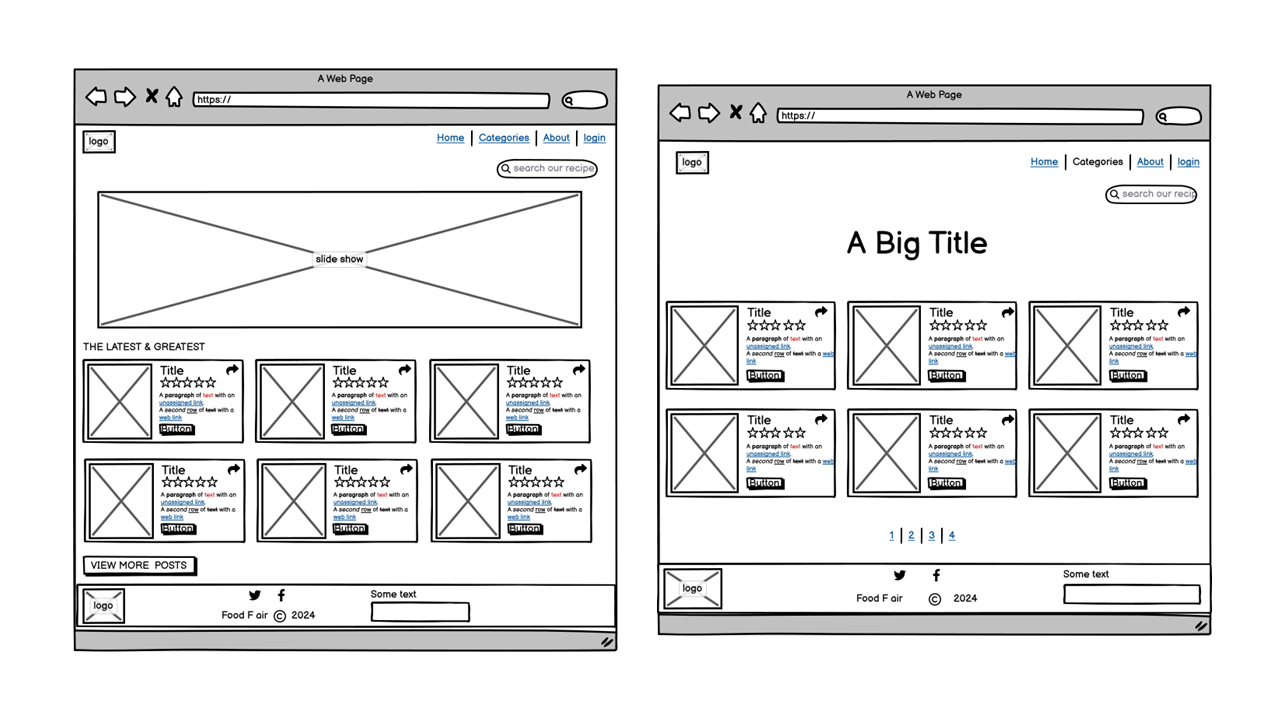 A Web Page
https://
logo
Home Categories About login
search our recipe
slide show
THE LATEST & GREATEST
Title
A paragraph of text with an
unassigned link.
A second row of text with a
web link
Button
Title
A paragraph of text with an
unassigned link.
A second row of text with a
web link
Button
Title
A paragraph of text with an
unassigned link.
A second row of text with a
web link
Button
Title
A paragraph of text with an
unassigned link.
A second row of text with a
web link
Button
Title
A paragraph of text with an
unassigned link.
A second row of text with a
web link
Button
Title
A paragraph of text with an
unassigned link.
A second row of text with a
web link
Button
VIEW MORE POSTS
logo
Food F air © 2024
Some text
A Web Page
https://
logo
Home Categories About login
search our recip
A Big Title
Title
A paragraph of text with an
unassigned link.
A second row of text with a web
link
Button
Title
A paragraph of text with an
unassigned link.
A second row of text with a web
link
Button
Title
A paragraph of text with an
unassigned link.
A second row of text with a web
link
Button
Title
A paragraph of text with an
unassigned link.
A second row of text with a web
link
Button
Title
A paragraph of text with an
unassigned link.
A second row of text with a web
link
Button
Title
A paragraph of text with an
unassigned link.
A second row of text with a web
link
Button
1 2 3 4
logo
Food Fair © 2024
Some text